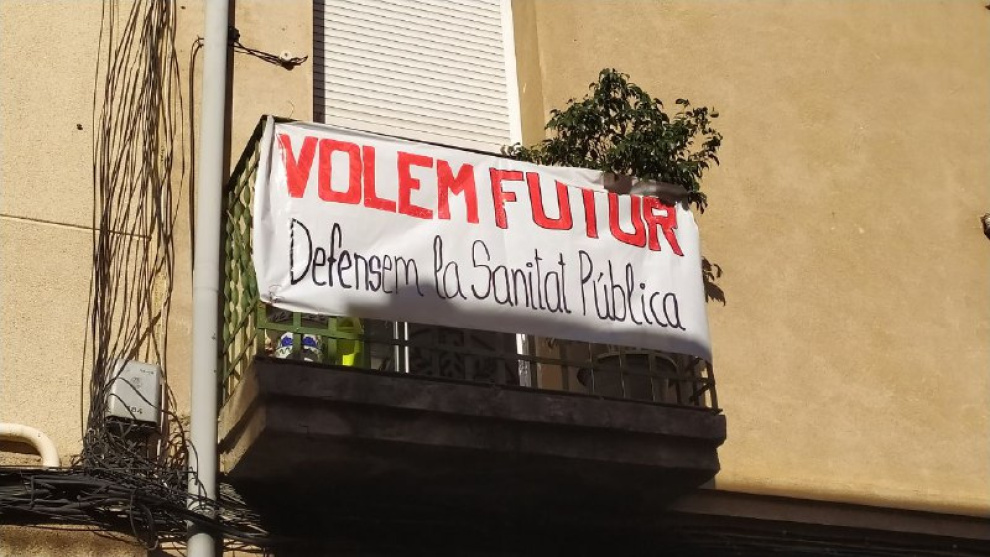 VOLEM FUTUR
Defensem la Sanitat Pública